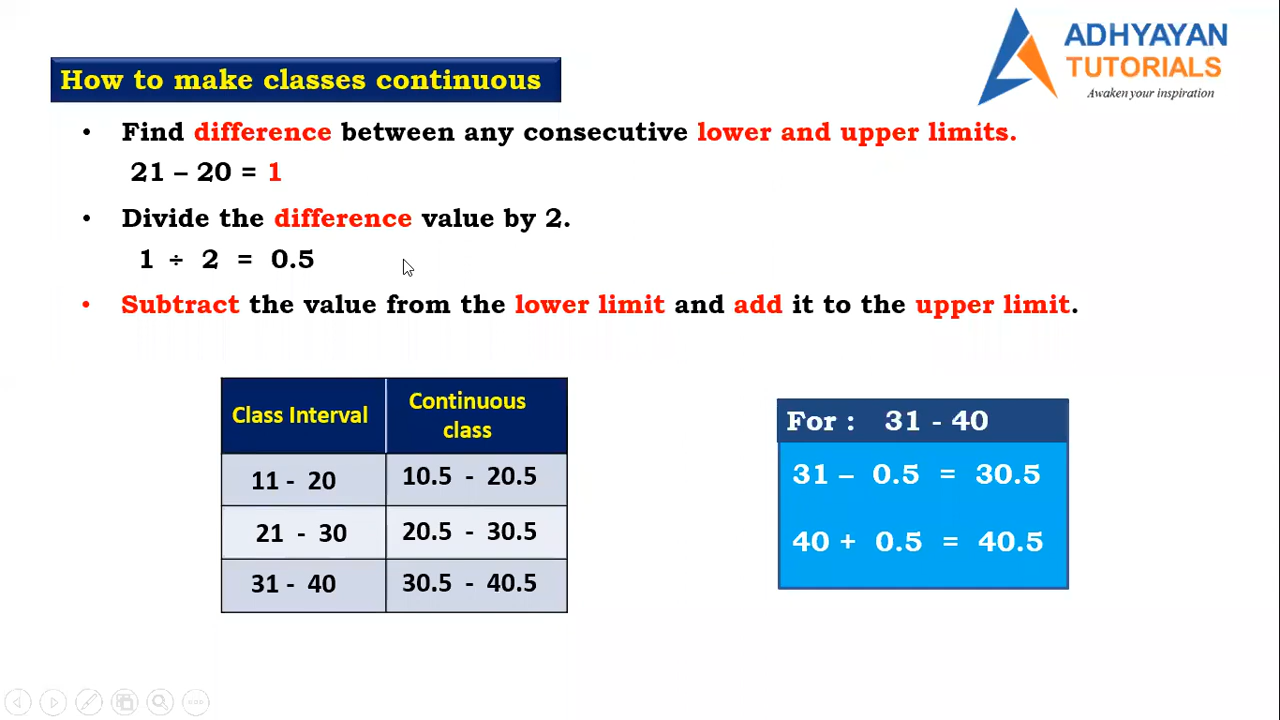 ADHYAYAN
TUTORIALS
Awaken your inspiration
How to make classes continuous
• Find difference between any consecutive lower and upper limits.
21 – 20 = 1
• Divide the difference value by 2.
1 ÷ 2 = 0.5
• Subtract the value from the lower limit and add it to the upper limit.
Class Interval
Continuous
class
11 - 20
10.5 - 20.5
21 - 30
20.5 - 30.5
31 - 40
30.5 - 40.5
For : 31 - 40
31 – 0.5 = 30.5
40 + 0.5 = 40.5